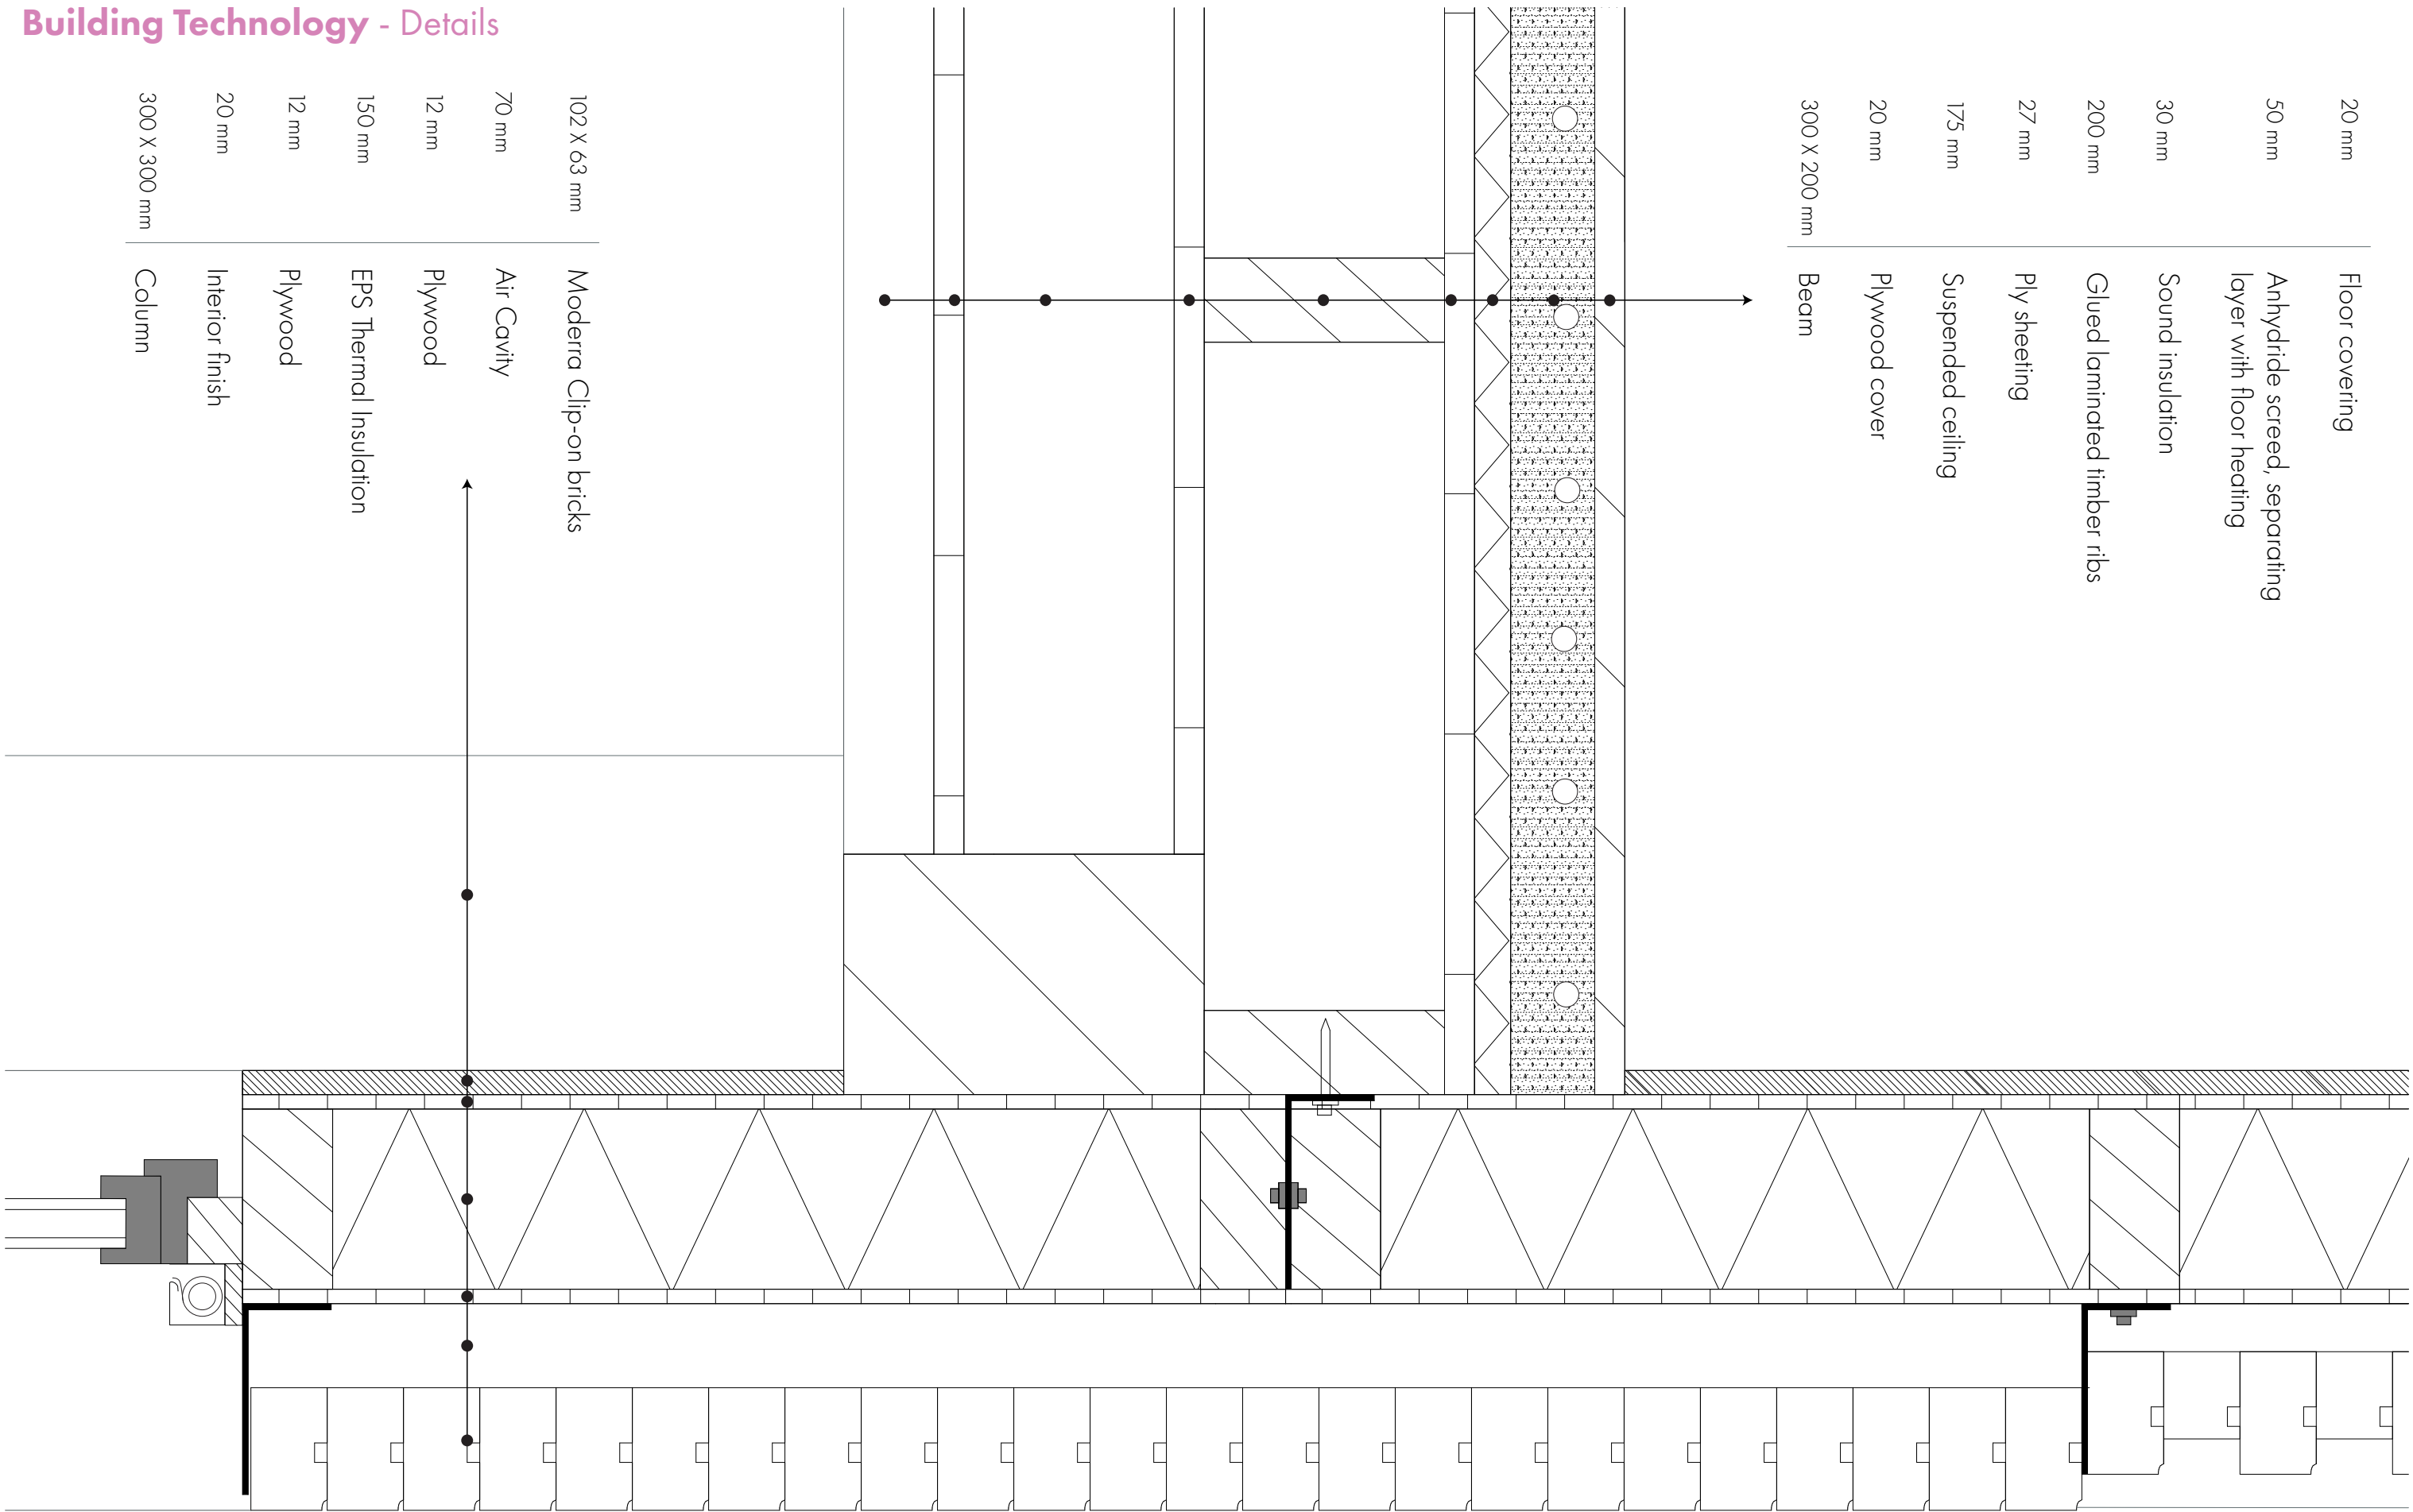 Building Technology - Details
20 mm Floor covering
50 mm Anhydride screed, separating
layer with floor heating
30 mm Sound insulation
200 mm Glued laminated timber ribs
27 mm Ply sheeting
175 mm Suspended ceiling
20 mm Plywood cover
300 X 200 mm Beam
102 X 63 mm Moderra Clip-on bricks
70 mm Air Cavity
12 mm Plywood
150 mm EPS Thermal Insulation
12 mm Plywood
20 mm Interior finish
300 X 300 mm Column